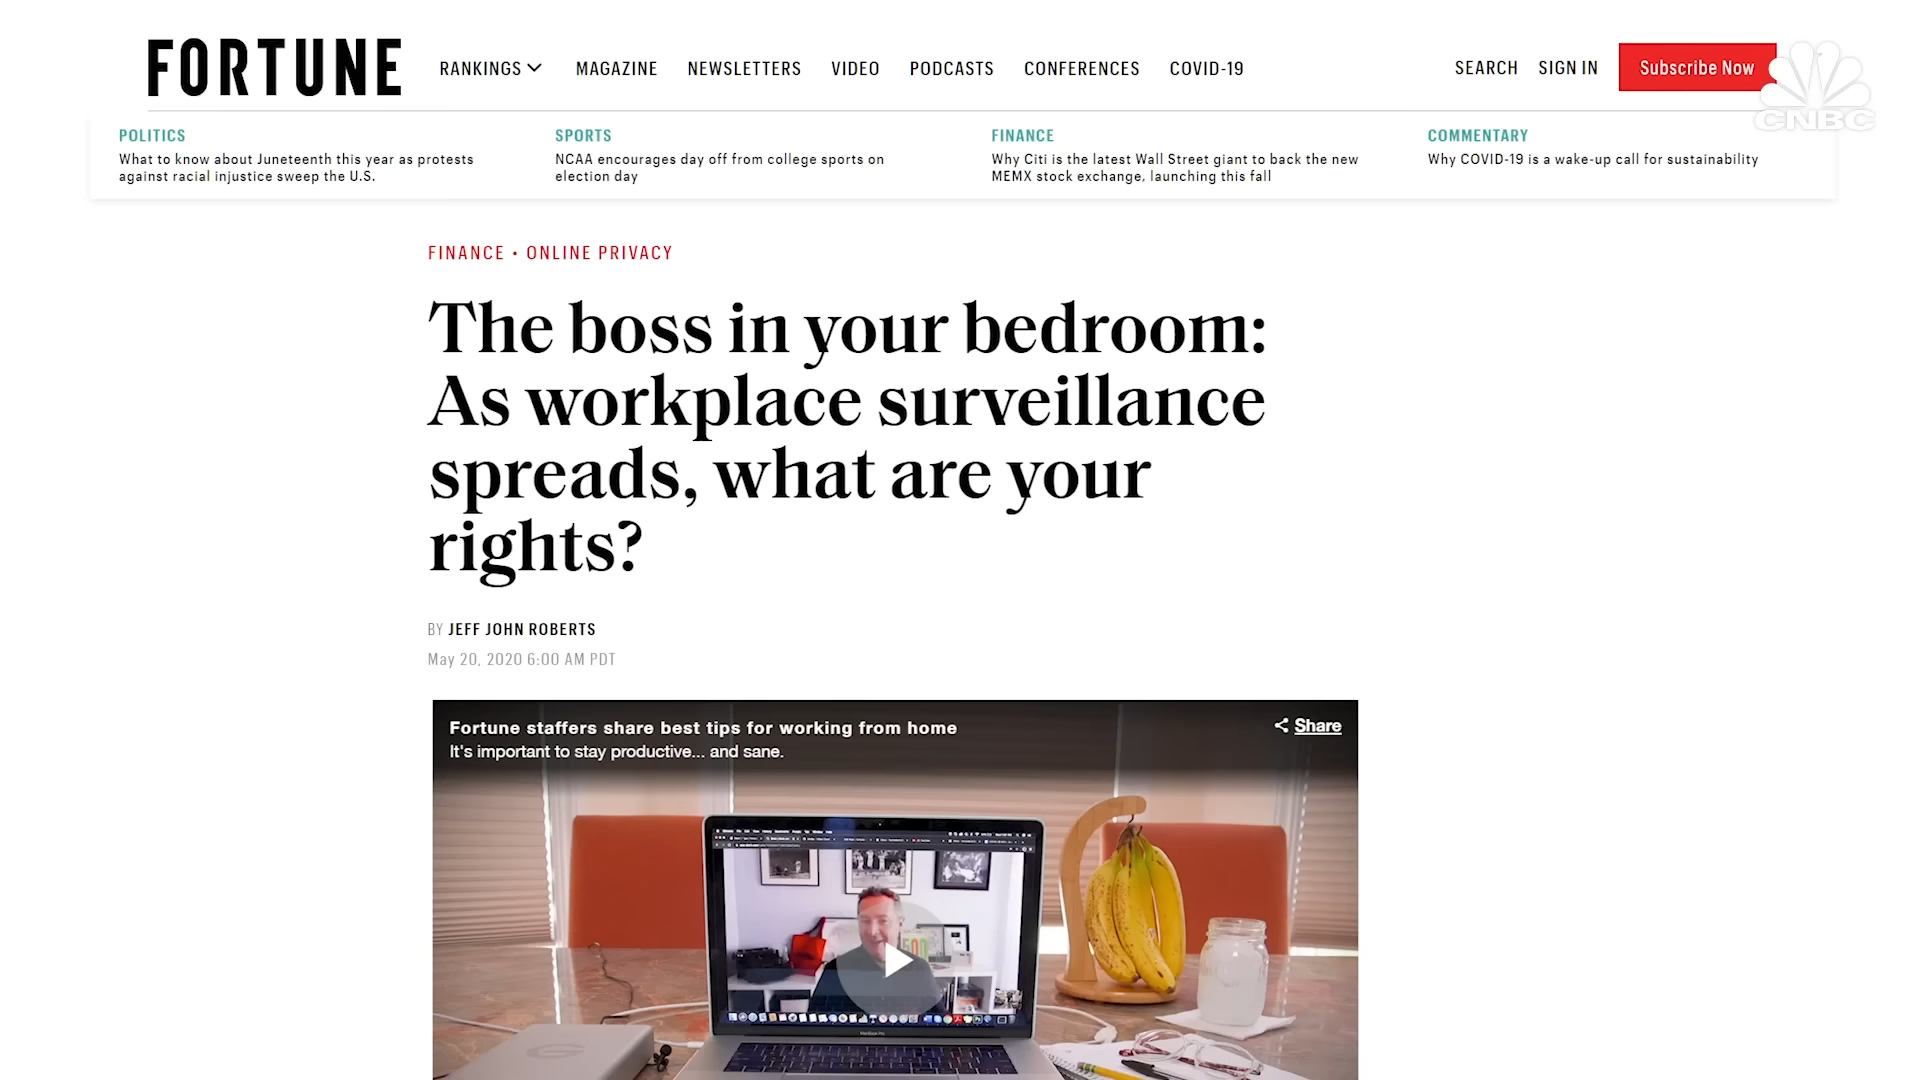 FORTUNE
RANKINGS MAGAZINE NEWSLETTERS VIDEO PODCASTS CONFERENCES COVID-19
SEARCH SIGN IN Subscribe Now
CNBC
POLITICS
What to know about Juneteenth this year as protests
against racial injustice sweep the U.S.
SPORTS
NCAA encourages day off from college sports on
election day
FINANCE
Why Citi is the latest Wall Street giant to back the new
MEMX stock exchange, launching this fall
COMMENTARY
Why COVID-19 is a wake-up call for sustainability
FINANCE • ONLINE PRIVACY
The boss in your bedroom:
As workplace surveillance
spreads, what are your
rights?
BY JEFF JOHN ROBERTS
May 20, 2020 6:00 AM PDT
Fortune staffers share best tips for working from home
It's important to stay productive... and sane.
Share
500
MacBook Pro